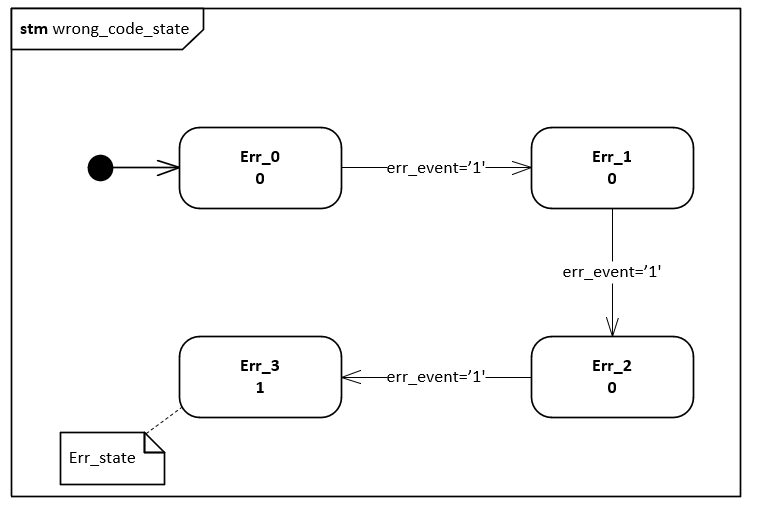 stm wrong_code_state
Err_0
0
err_event=’1'
Err_1
0
err_event=’1'
Err_3
1
err_event=’1'
Err_2
0
Err_state